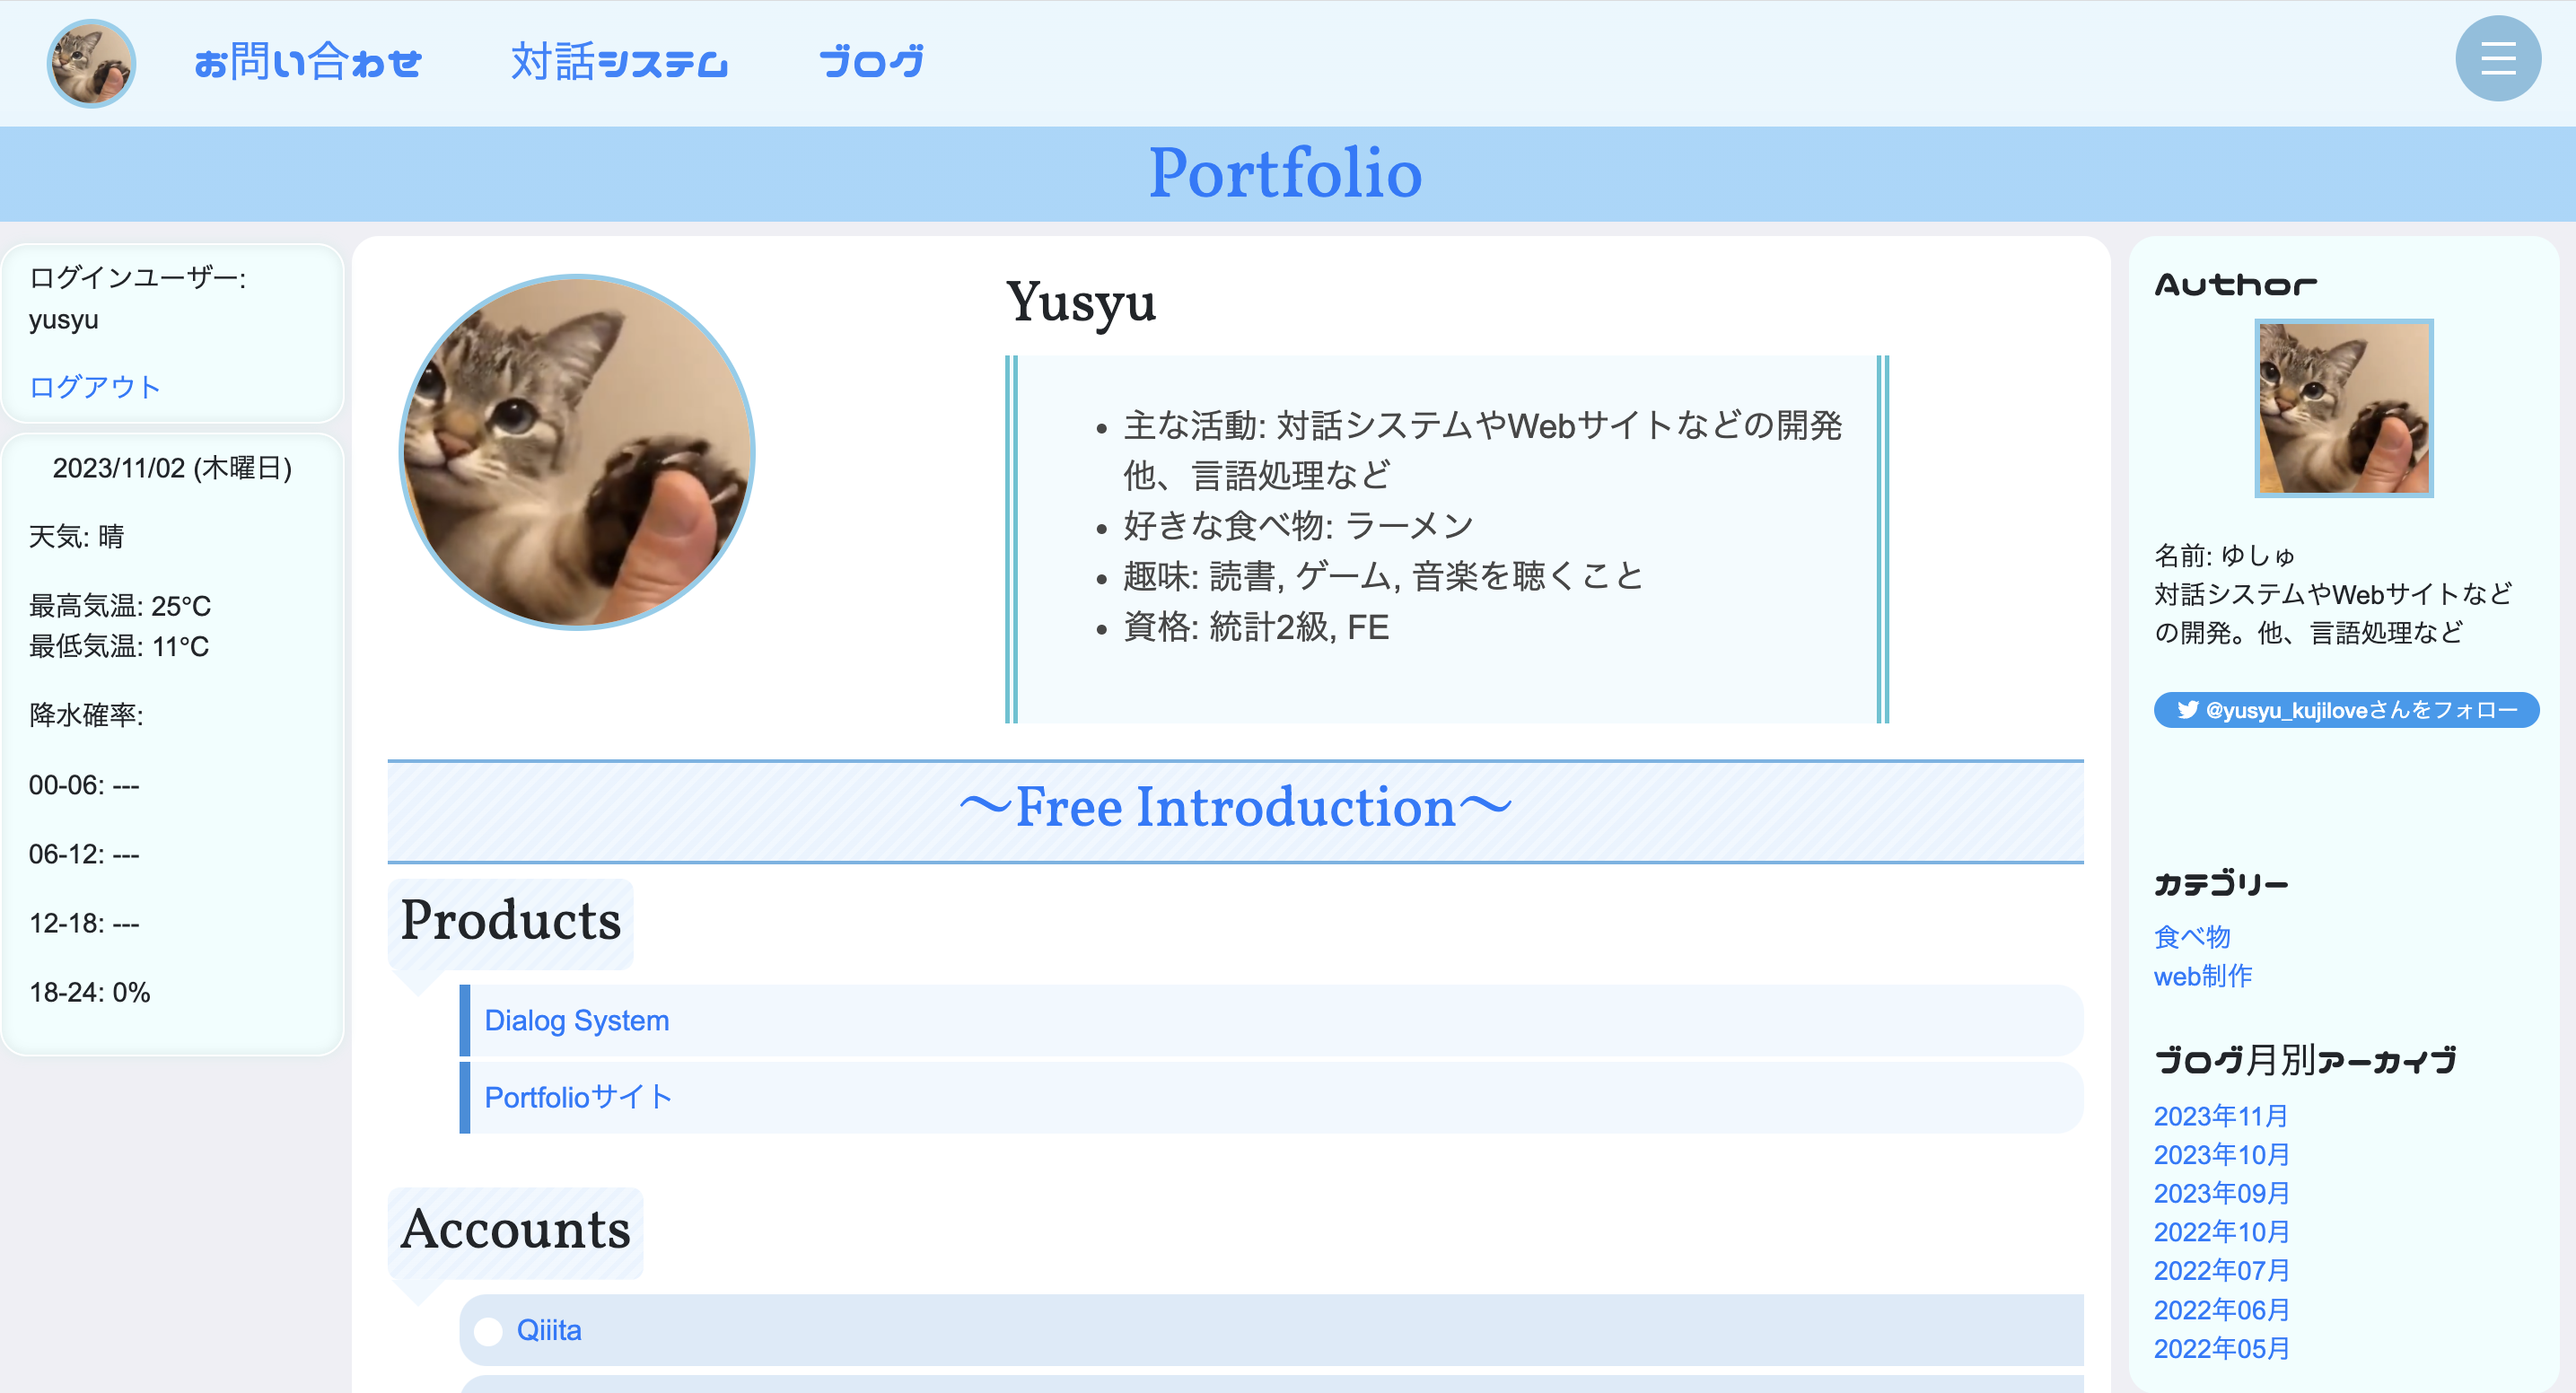 お問い合わせ 対話システム ブログ
Portfolio
ログインユーザー:
yusyu
ログアウト
2023/11/02 (木曜日)
天気: 晴
最高気温: 25°C
最低気温: 11°C
降水確率:
00-06: ---
06-12: ---
12-18: ---
18-24: 0%
Yusyu
主な活動: 対話システムやWebサイトなどの開発
他、言語処理など
好きな食べ物: ラーメン
趣味: 読書, ゲーム, 音楽を聴くこと
資格: 統計2級, FE
〜Free Introduction〜
Products
Dialog System
Portfolioサイト
Accounts
Qiiita
Author
名前: ゆしゅ
対話システムやWebサイトなど
の開発。他、言語処理など
@yusyu_kujiloveさんをフォロー
カテゴリー
食べ物
web制作
ブログ月別アーカイブ
2023年11月
2023年10月
2023年09月
2022年10月
2022年07月
2022年06月
2022年05月